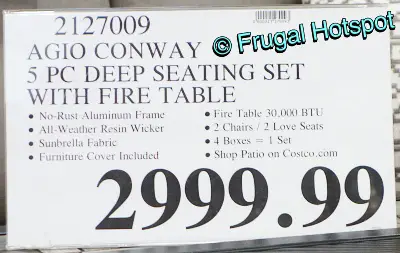 2127009
AGIO CONWAY
© Frugal Hotspot
5 PC DEEP SEATING SET
WITH FIRE TABLE
• No-Rust Aluminum Frame
• All-Weather Resin Wicker
• Sunbrella Fabric
• Furniture Cover Included
• Fire Table 30,000 BTU
• 2 Chairs / 2 Love Seats
• 4 Boxes = 1 Set
• Shop Patio on Costco.com
2999.99